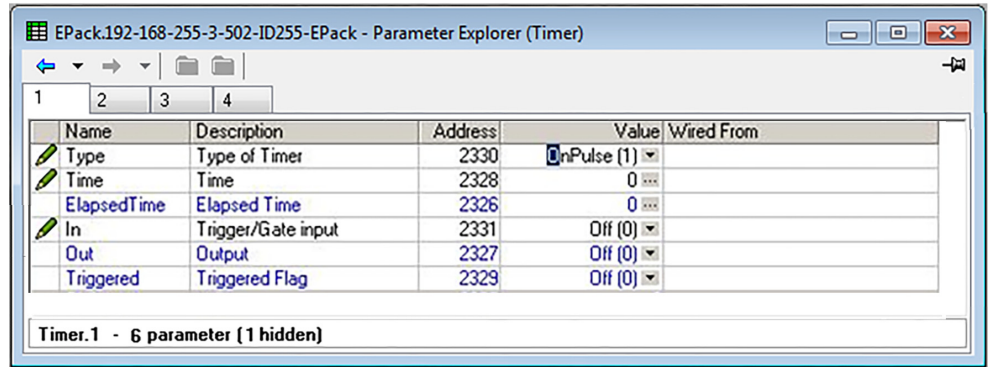 EPack.192-168-255-3-502-ID255-EPack - Parameter Explorer (Timer)
1 2 3 4
Name Description Address Value Wired From
Type Type of Timer 2330 OnPulse (1)
Time Time 2328 0
ElapsedTime Elapsed Time 2326 0
In Trigger/Gate input 2331 Off (0)
Out Output 2327 Off (0)
Triggered Triggered Flag 2329 Off (0)
Timer.1 - 6 parameter (1 hidden)